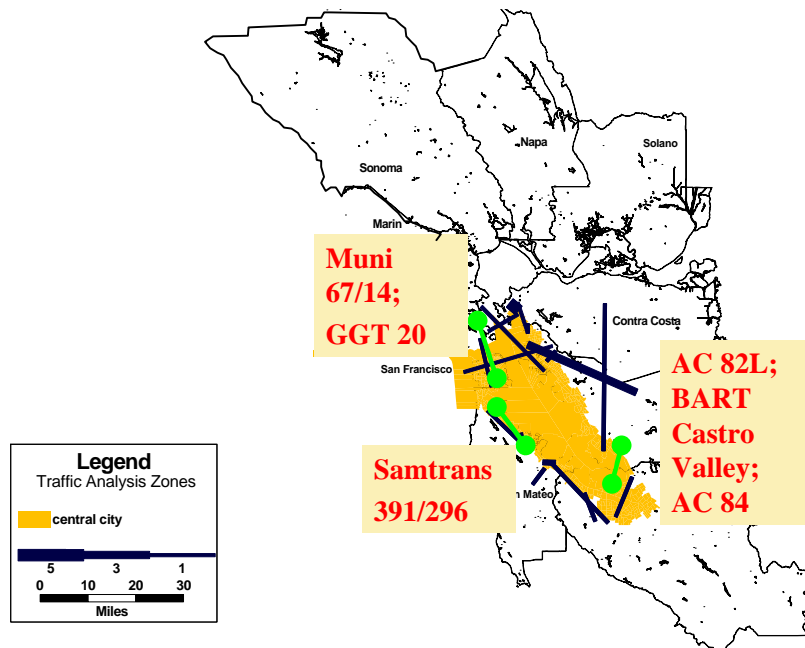 Napa
Solano
Sonoma
Marin
Muni
67/14;
GGT 20
Contra Costa
San Francisco
AC 82L;
BART
Castro
Valley;
AC 84
Samtrans
391/296
n Mateo
Legend
Traffic Analysis Zones
central city
5 3 1
0 10 20 30
Miles